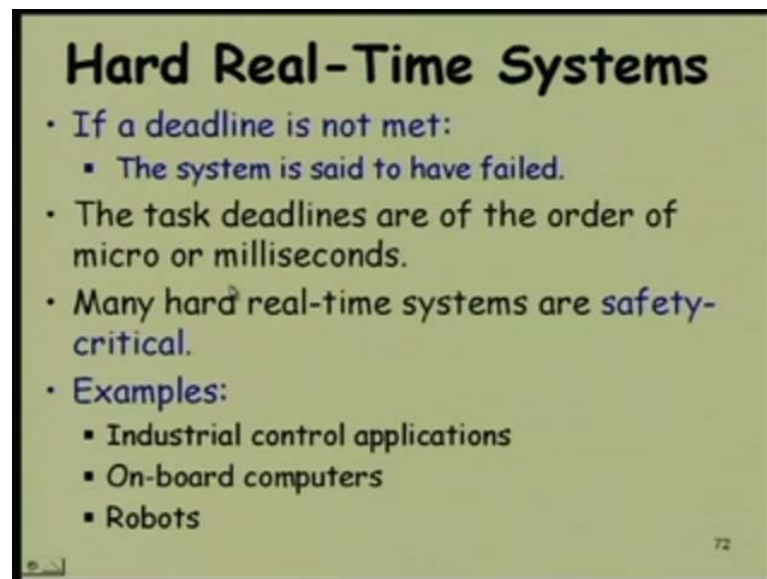 Hard Real-Time Systems
• If a deadline is not met:
▪ The system is said to have failed.
• The task deadlines are of the order of
micro or milliseconds.
• Many hard real-time systems are safety-
critical.
• Examples:
▪ Industrial control applications
▪ On-board computers
▪ Robots
72